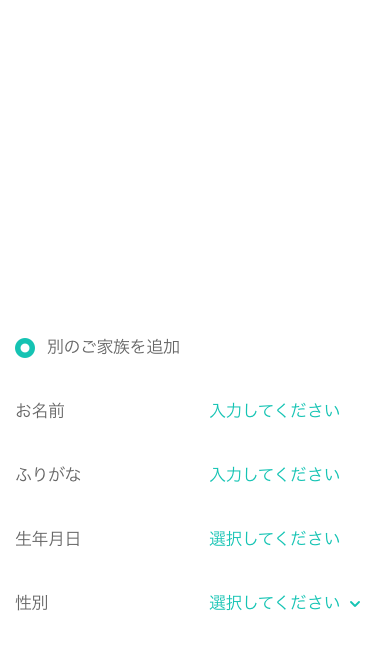 別のご家族を追加
お名前 入力してください
ふりがな 入力してください
生年月日 選択してください
性別 選択してください